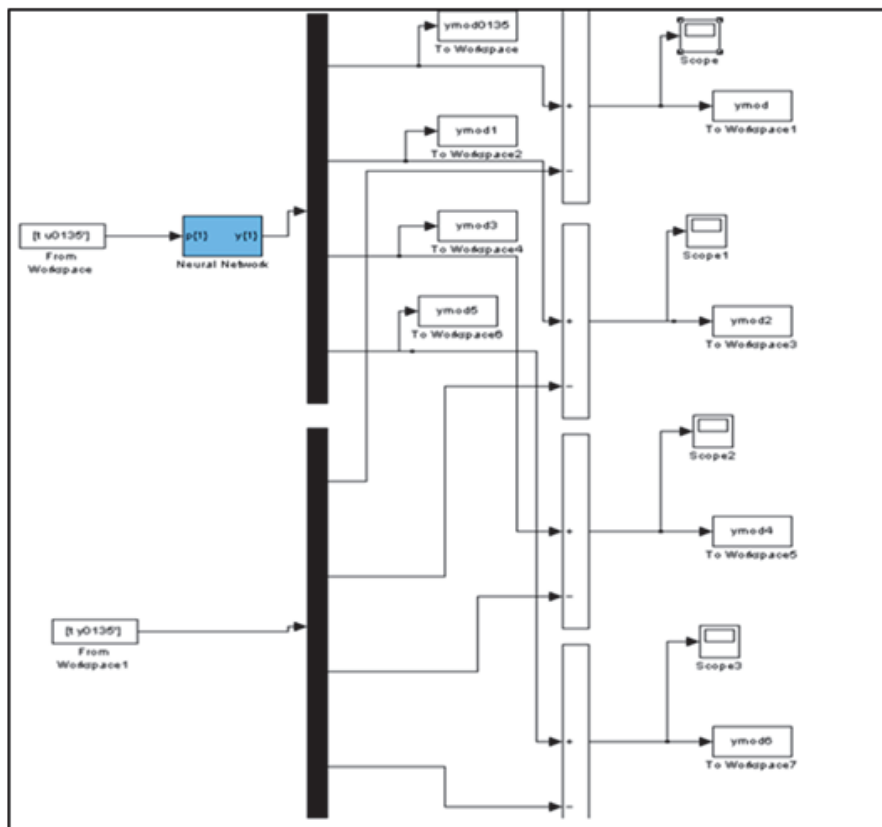 ymod0135
To Workspace
Scope
ymod
To Workspace1
ymod1
To Workspace2
[t u0135']
From
Workspace
p{1} y{1}
Neural Network
ymod3
To Workspace4
Scope1
ymod5
To Workspace6
ymod2
To Workspace3
Scope2
ymod4
To Workspace5
[t y0135']
From
Workspace1
Scope3
ymod6
To Workspace7
+
−
+
−
+
−
+
−